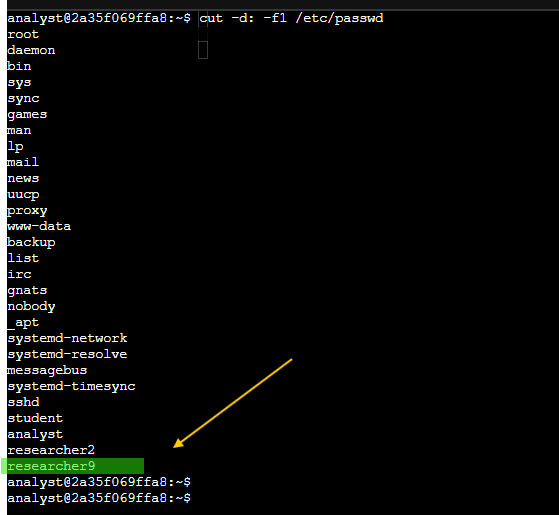 analyst@2a35f069ffa8:~$ cut -d: -f1 /etc/passwd
root
daemon
bin
sys
sync
games
man
lp
mail
news
uucp
proxy
www-data
backup
list
irc
gnats
nobody
_apt
systemd-network
systemd-resolve
messagebus
systemd-timesync
sshd
student
analyst
researcher2
researcher9
analyst@2a35f069ffa8:~$
analyst@2a35f069ffa8:~$